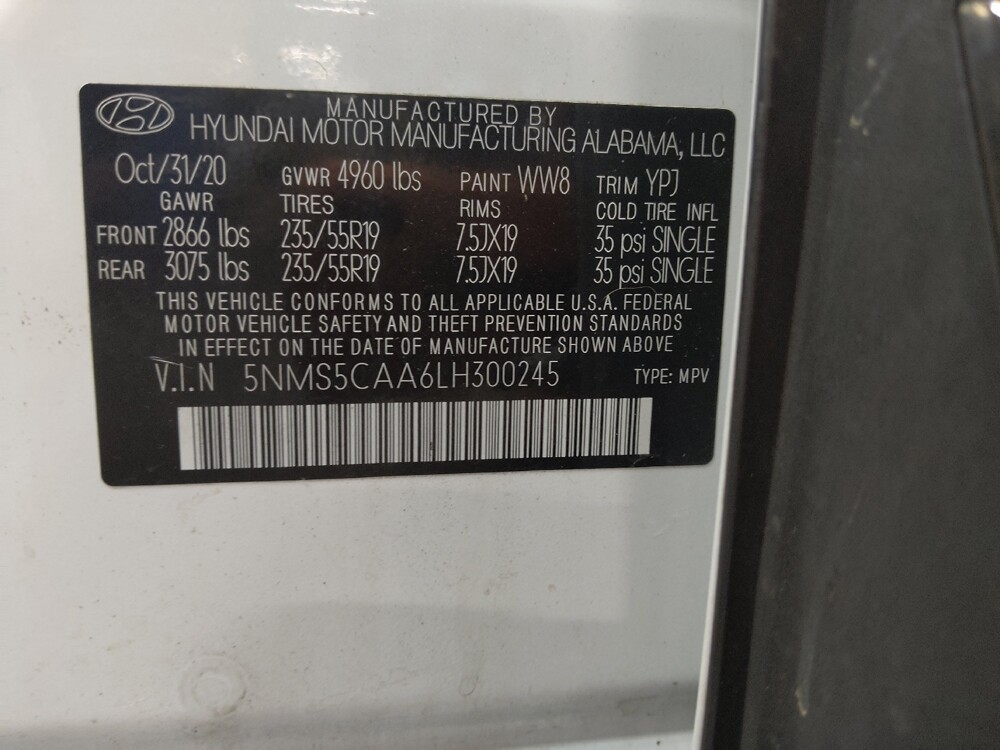 MANUFACTURED BY
HYUNDAI MOTOR MANUFACTURING ALABAMA, LLC
Oct/31/20 GVWR 4960 lbs PAINT WW8 TRIM YPJ
GAWR TIRES RIMS COLD TIRE INFL
FRONT 2866 lbs 235/55R19 7.5JX19 35 psi SINGLE
REAR 3075 lbs 235/55R19 7.5JX19 35 psi SINGLE
THIS VEHICLE CONFORMS TO ALL APPLICABLE U.S.A. FEDERAL
MOTOR VEHICLE SAFETY AND THEFT PREVENTION STANDARDS
IN EFFECT ON THE DATE OF MANUFACTURE SHOWN ABOVE
V.I.N 5NMS5CAA6LH300245 TYPE: MPV